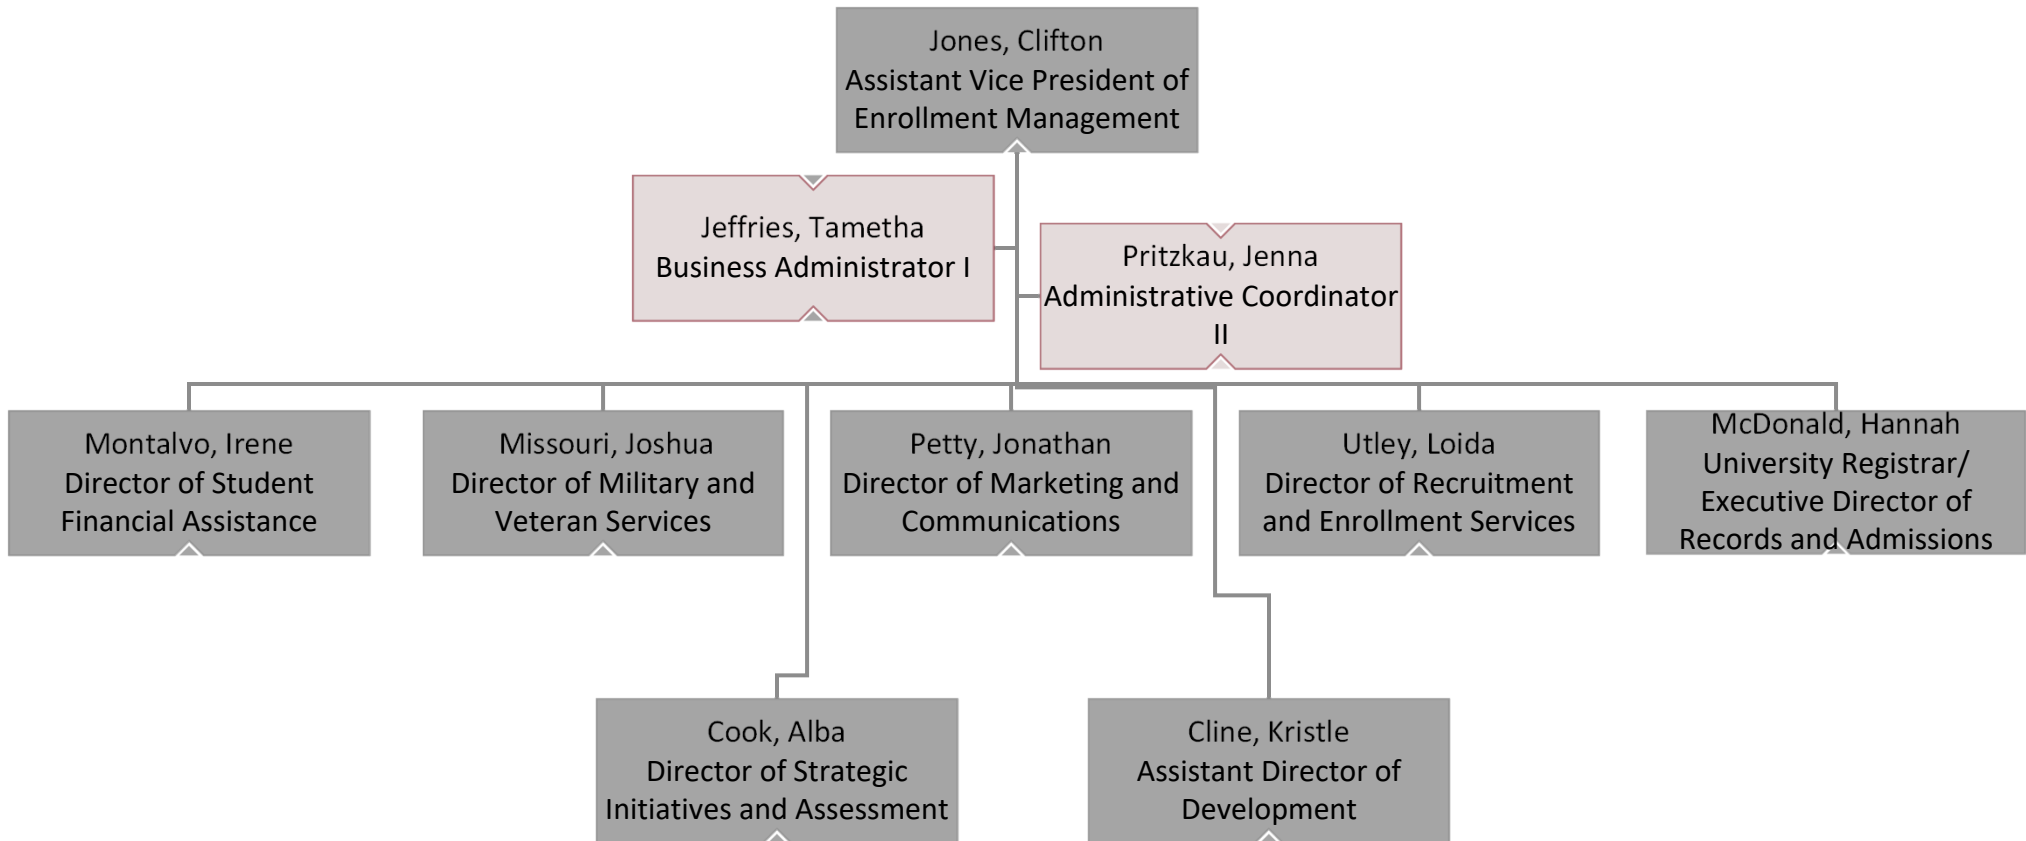 Jones, Clifton
Assistant Vice President of
Enrollment Management
Jeffries, Tametha
Business Administrator I
Pritzkau, Jenna
Administrative Coordinator
II
Montalvo, Irene
Director of Student
Financial Assistance
Missouri, Joshua
Director of Military and
Veteran Services
Petty, Jonathan
Director of Marketing and
Communications
Utley, Loida
Director of Recruitment
and Enrollment Services
McDonald, Hannah
University Registrar/
Executive Director of
Records and Admissions
Cook, Alba
Director of Strategic
Initiatives and Assessment
Cline, Kristle
Assistant Director of
Development